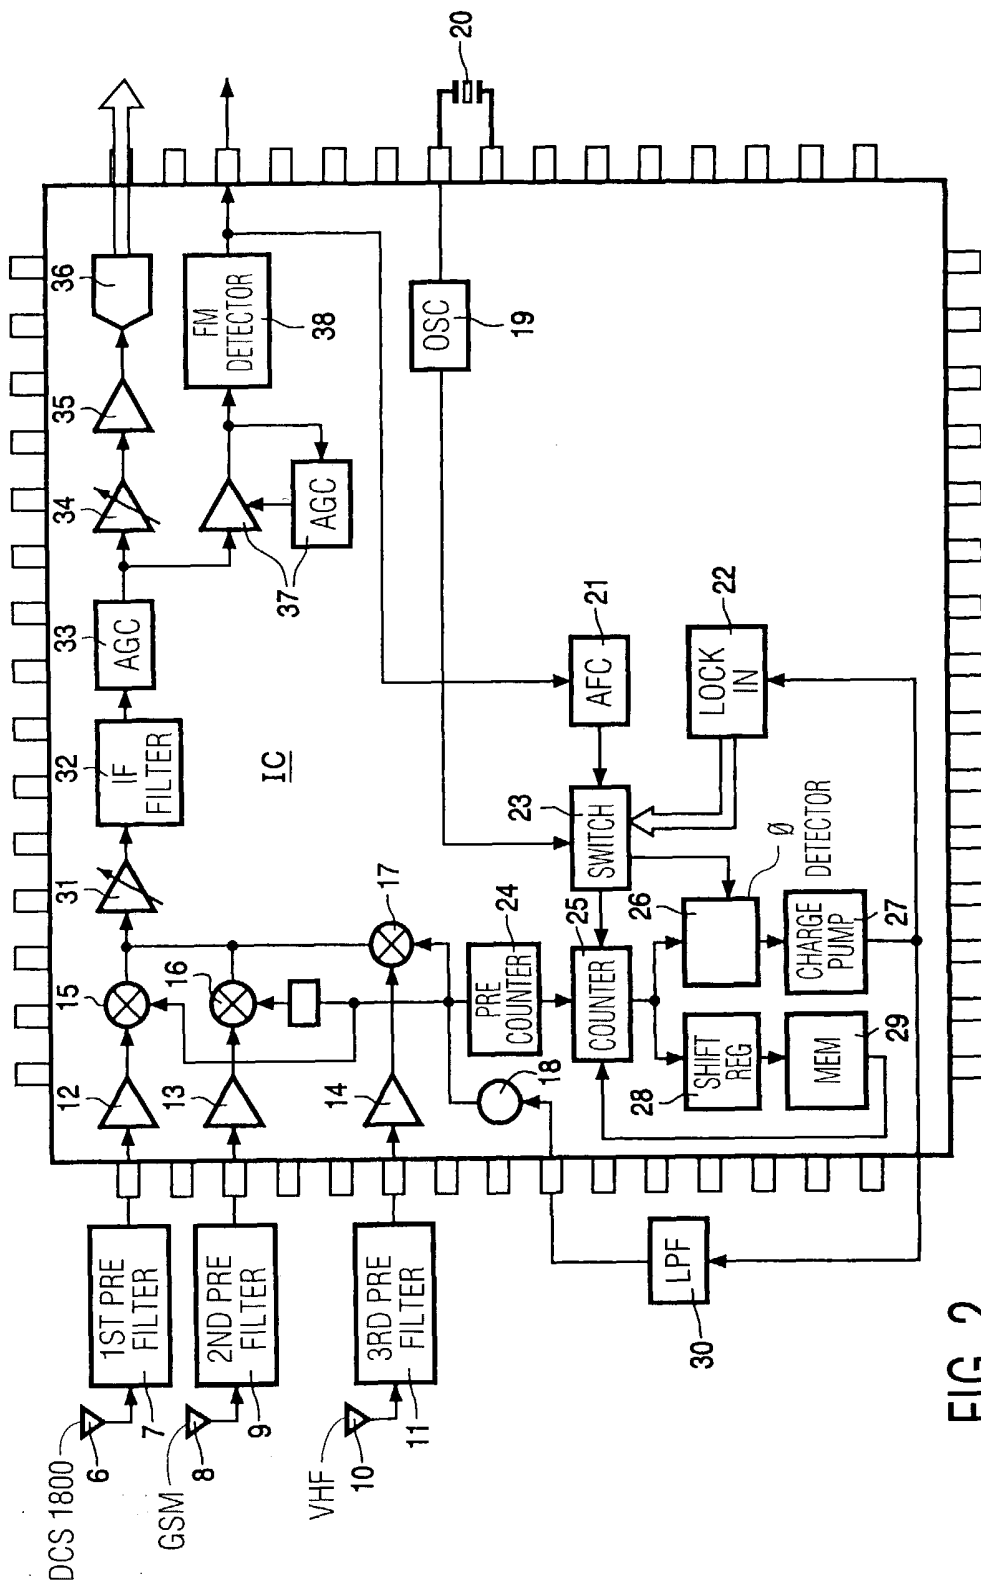 DCS 1800
6
7
1ST PRE
FILTER
12
15
31
32
IF
FILTER
33
AGC
34
35
36
GSM
8
9
2ND PRE
FILTER
13
16
IC
37
AGC
FM
DETECTOR
38
VHF
10
11
3RD PRE
FILTER
14
17
OSC
19
20
18
PRE
COUNTER
24
COUNTER
25
SWITCH
23
AFC
21
LPF
30
SHIFT
REG
28
26
Ø
DETECTOR
LOCK
IN
22
MEM
29
CHARGE
PUMP
27
FIG. 2